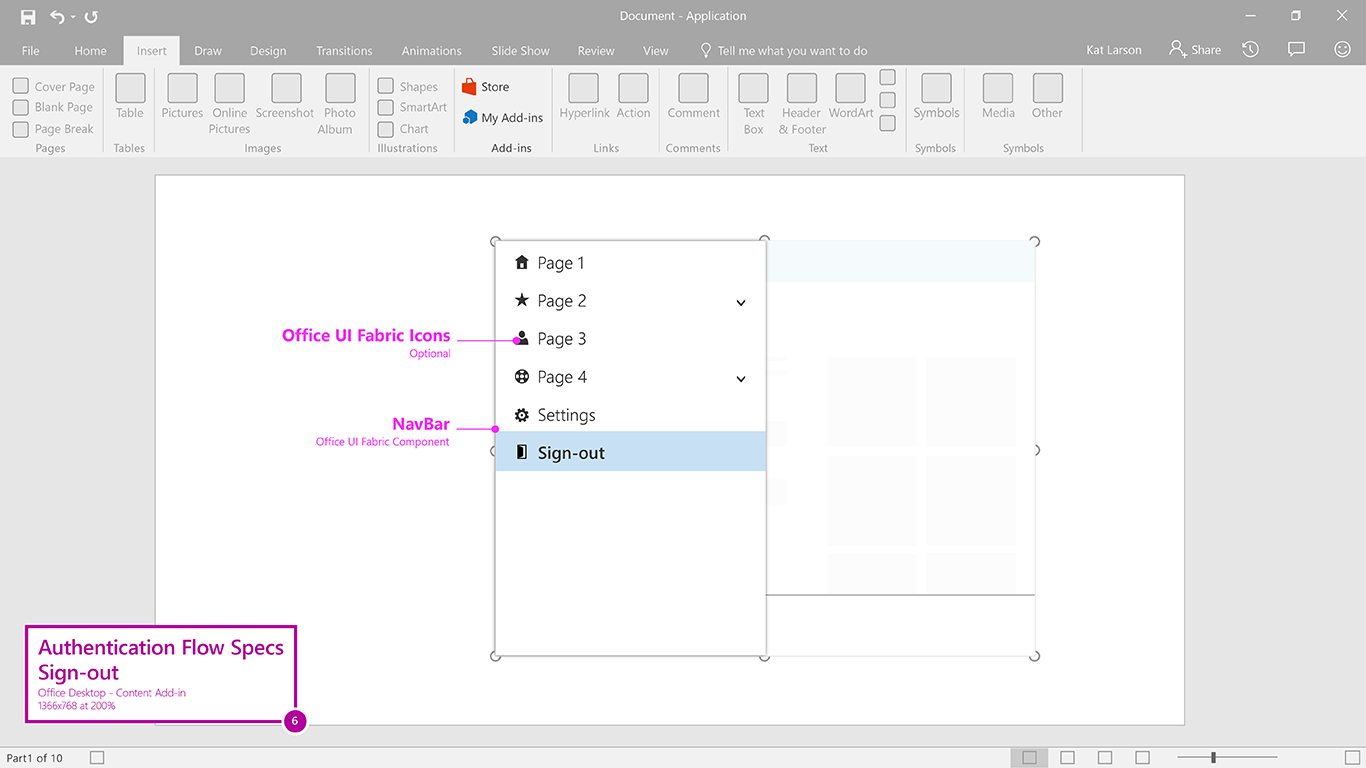 Document - Application
File Home Insert Draw Design Transitions Animations Slide Show Review View Tell me what you want to do Kat Larson Share
Cover Page
Blank Page
Page Break
Pages
Table
Tables
Pictures
Online
Pictures
Screenshot
Photo
Album
Images
Shapes
SmartArt
Chart
Illustrations
Store
My Add-ins
Add-ins
Hyperlink
Action
Links
Comment
Comments
Text
Box
Header
& Footer
WordArt
Text
Symbols
Symbols
Media
Other
Symbols
Page 1
Page 2
Page 3
Page 4
Settings
Sign-out
Office UI Fabric Icons
Optional
NavBar
Office UI Fabric Component
Authentication Flow Specs
Sign-out
Office Desktop - Content Add-in
1366x768 at 200%
6
Part1 of 10